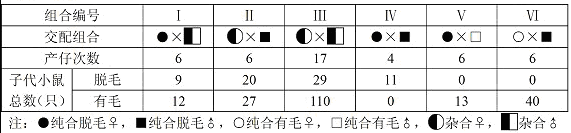 组合编号 Ⅰ Ⅱ Ⅲ Ⅳ Ⅴ Ⅵ
交配组合 ●×◨ ◐×■ ◐×◨ ●×■ ●×□ ○×■
产仔次数 6 6 17 4 6 6
子代小鼠 脱毛 9 20 29 11 0 0
总数(只) 有毛 12 27 110 0 13 40
注：●纯合脱毛♀，■纯合脱毛♂，○纯合有毛♀，□纯合有毛♂，◐杂合♀，◨杂合♂